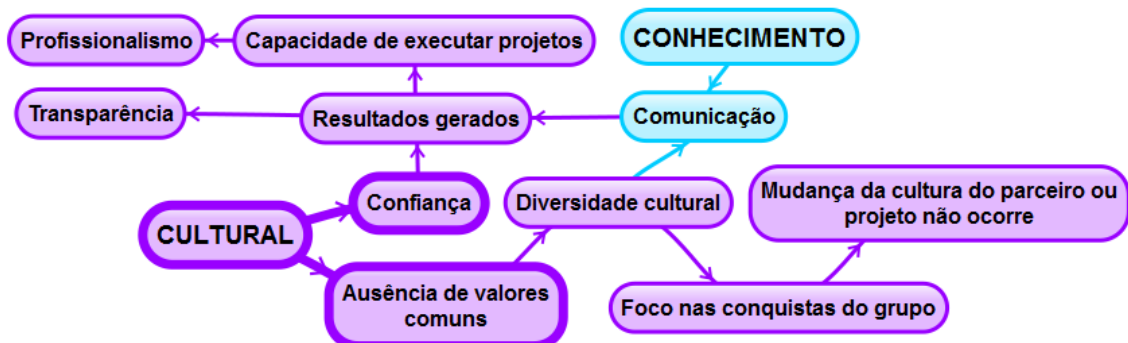 Profissionalismo
Capacidade de executar projetos
CONHECIMENTO
Transparência
Resultados gerados
Comunicação
Confiança
Diversidade cultural
Mudança da cultura do parceiro ou
projeto não ocorre
CULTURAL
Ausência de valores
comuns
Foco nas conquistas do grupo